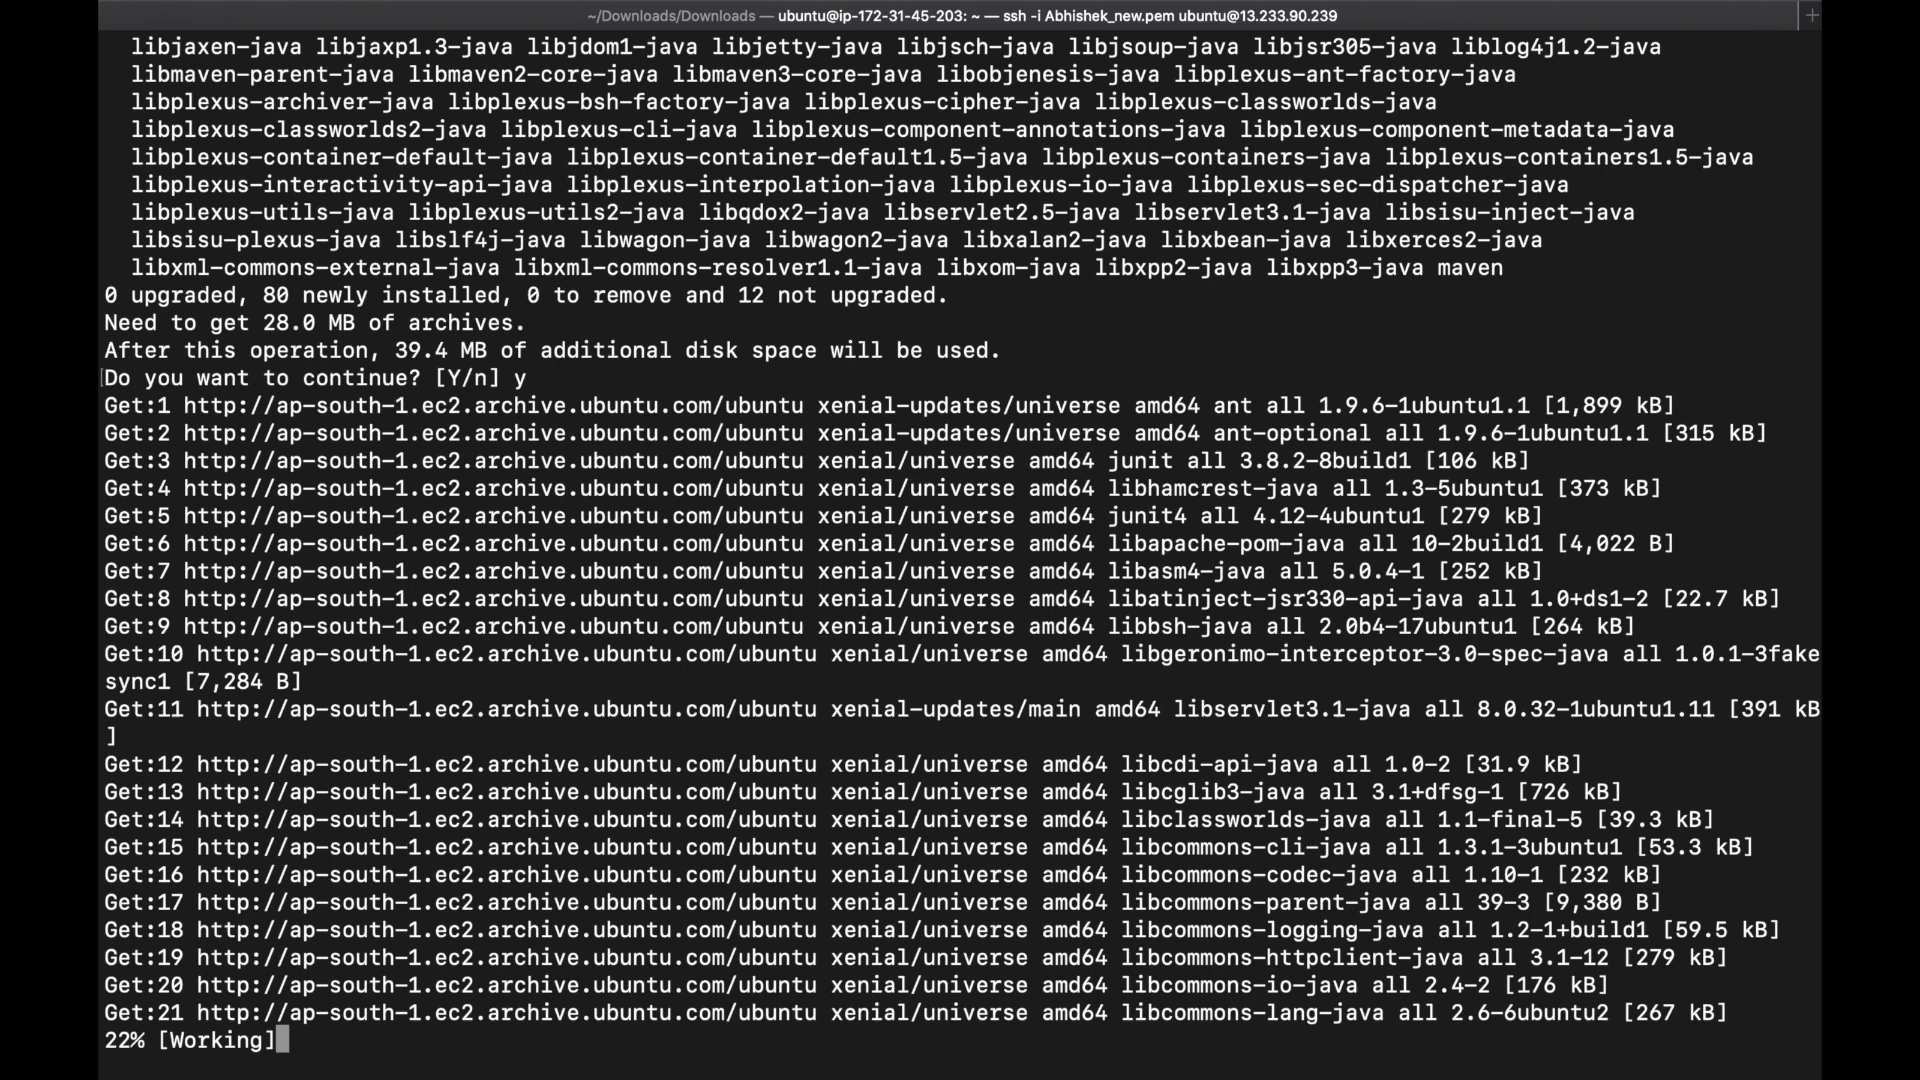 ~/Downloads/Downloads — ubuntu@ip-172-31-45-203: ~ — ssh -i Abhishek_new.pem ubuntu@13.233.90.239
libjaxen-java libjaxp1.3-java libjdom1-java libjetty-java libjsch-java libjsoup-java libjsr305-java liblog4j1.2-java
libmaven-parent-java libmaven2-core-java libmaven3-core-java libobjenesis-java libplexus-ant-factory-java
libplexus-archiver-java libplexus-bsh-factory-java libplexus-cipher-java libplexus-classworlds-java
libplexus-classworlds2-java libplexus-cli-java libplexus-component-annotations-java libplexus-component-metadata-java
libplexus-container-default-java libplexus-container-default1.5-java libplexus-containers-java libplexus-containers1.5-java
libplexus-interactivity-api-java libplexus-interpolation-java libplexus-io-java libplexus-sec-dispatcher-java
libplexus-utils-java libplexus-utils2-java libqdox2-java libservlet2.5-java libservlet3.1-java libsisu-inject-java
libsisu-plexus-java libslf4j-java libwagon-java libwagon2-java libxalan2-java libxbean-java libxerces2-java
libxml-commons-external-java libxml-commons-resolver1.1-java libxom-java libxpp2-java libxpp3-java maven
0 upgraded, 80 newly installed, 0 to remove and 12 not upgraded.
Need to get 28.0 MB of archives.
After this operation, 39.4 MB of additional disk space will be used.
Do you want to continue? [Y/n] y
Get:1 http://ap-south-1.ec2.archive.ubuntu.com/ubuntu xenial-updates/universe amd64 ant all 1.9.6-1ubuntu1.1 [1,899 kB]
Get:2 http://ap-south-1.ec2.archive.ubuntu.com/ubuntu xenial-updates/universe amd64 ant-optional all 1.9.6-1ubuntu1.1 [315 kB]
Get:3 http://ap-south-1.ec2.archive.ubuntu.com/ubuntu xenial/universe amd64 junit all 3.8.2-8build1 [106 kB]
Get:4 http://ap-south-1.ec2.archive.ubuntu.com/ubuntu xenial/universe amd64 libhamcrest-java all 1.3-5ubuntu1 [373 kB]
Get:5 http://ap-south-1.ec2.archive.ubuntu.com/ubuntu xenial/universe amd64 junit4 all 4.12-4ubuntu1 [279 kB]
Get:6 http://ap-south-1.ec2.archive.ubuntu.com/ubuntu xenial/universe amd64 libapache-pom-java all 10-2build1 [4,022 B]
Get:7 http://ap-south-1.ec2.archive.ubuntu.com/ubuntu xenial/universe amd64 libasm4-java all 5.0.4-1 [252 kB]
Get:8 http://ap-south-1.ec2.archive.ubuntu.com/ubuntu xenial/universe amd64 libatinject-jsr330-api-java all 1.0+ds1-2 [22.7 kB]
Get:9 http://ap-south-1.ec2.archive.ubuntu.com/ubuntu xenial/universe amd64 libbsh-java all 2.0b4-17ubuntu1 [264 kB]
Get:10 http://ap-south-1.ec2.archive.ubuntu.com/ubuntu xenial/universe amd64 libgeronimo-interceptor-3.0-spec-java all 1.0.1-3fake
sync1 [7,284 B]
Get:11 http://ap-south-1.ec2.archive.ubuntu.com/ubuntu xenial-updates/main amd64 libservlet3.1-java all 8.0.32-1ubuntu1.11 [391 kB
]
Get:12 http://ap-south-1.ec2.archive.ubuntu.com/ubuntu xenial/universe amd64 libcdi-api-java all 1.0-2 [31.9 kB]
Get:13 http://ap-south-1.ec2.archive.ubuntu.com/ubuntu xenial/universe amd64 libcglib3-java all 3.1+dfsg-1 [726 kB]
Get:14 http://ap-south-1.ec2.archive.ubuntu.com/ubuntu xenial/universe amd64 libclassworlds-java all 1.1-final-5 [39.3 kB]
Get:15 http://ap-south-1.ec2.archive.ubuntu.com/ubuntu xenial/universe amd64 libcommons-cli-java all 1.3.1-3ubuntu1 [53.3 kB]
Get:16 http://ap-south-1.ec2.archive.ubuntu.com/ubuntu xenial/universe amd64 libcommons-codec-java all 1.10-1 [232 kB]
Get:17 http://ap-south-1.ec2.archive.ubuntu.com/ubuntu xenial/universe amd64 libcommons-parent-java all 39-3 [9,380 B]
Get:18 http://ap-south-1.ec2.archive.ubuntu.com/ubuntu xenial/universe amd64 libcommons-logging-java all 1.2-1+build1 [59.5 kB]
Get:19 http://ap-south-1.ec2.archive.ubuntu.com/ubuntu xenial/universe amd64 libcommons-httpclient-java all 3.1-12 [279 kB]
Get:20 http://ap-south-1.ec2.archive.ubuntu.com/ubuntu xenial/universe amd64 libcommons-io-java all 2.4-2 [176 kB]
Get:21 http://ap-south-1.ec2.archive.ubuntu.com/ubuntu xenial/universe amd64 libcommons-lang-java all 2.6-6ubuntu2 [267 kB]
22% [Working]